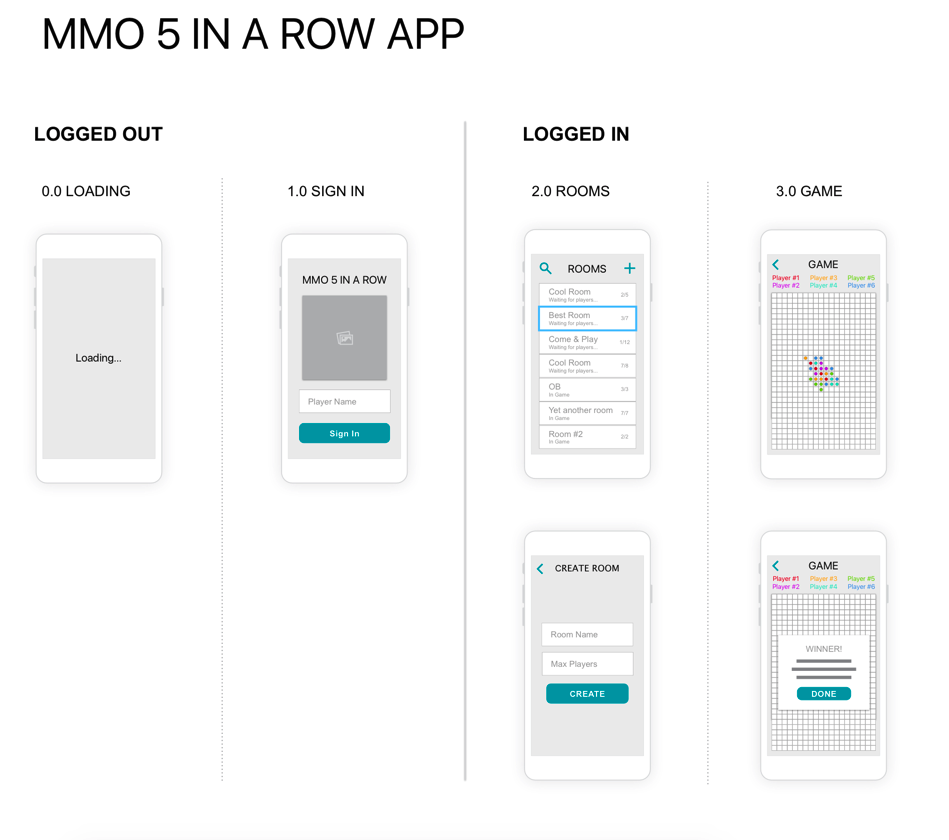 MMO 5 IN A ROW APP
LOGGED OUT
LOGGED IN
0.0 LOADING
1.0 SIGN IN
2.0 ROOMS
3.0 GAME
Loading...
MMO 5 IN A ROW
Player Name
Sign In
ROOMS
Cool Room
Waiting for players...
2/5
Best Room
Waiting for players...
3/7
Come & Play
Waiting for players...
1/12
Cool Room
Waiting for players...
7/8
OB
In Game
3/3
Yet another room
In Game
7/7
Room #2
In Game
2/2
GAME
Player #1 Player #3 Player #5
Player #2 Player #4 Player #6
CREATE ROOM
Room Name
Max Players
CREATE
GAME
Player #1 Player #3 Player #5
Player #2 Player #4 Player #6
WINNER!
DONE